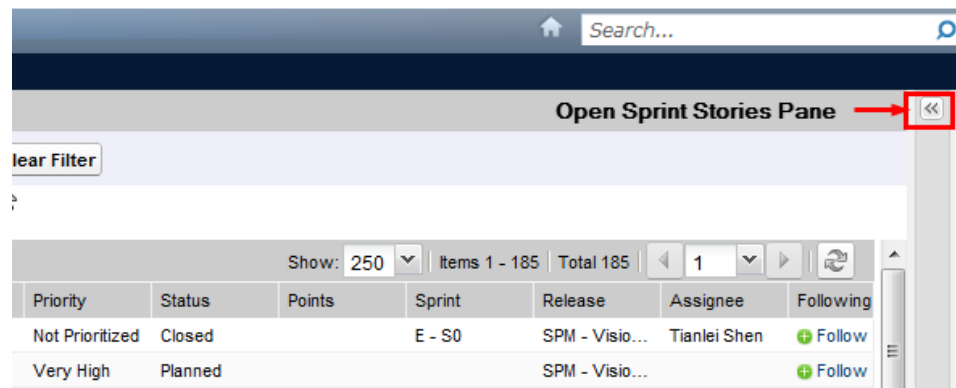 Search...
Open Sprint Stories Pane
lear Filter
Show: 250 Items 1 - 185 Total 185 1
Priority Status Points Sprint Release Assignee Following
Not Prioritized Closed E - S0 SPM - Visio... Tianlei Shen Follow
Very High Planned SPM - Visio... Follow